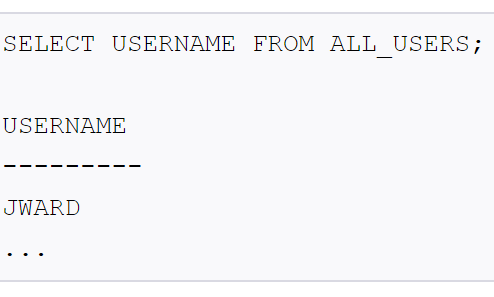 SELECT USERNAME FROM ALL_USERS;
USERNAME
---------
JWARD
...